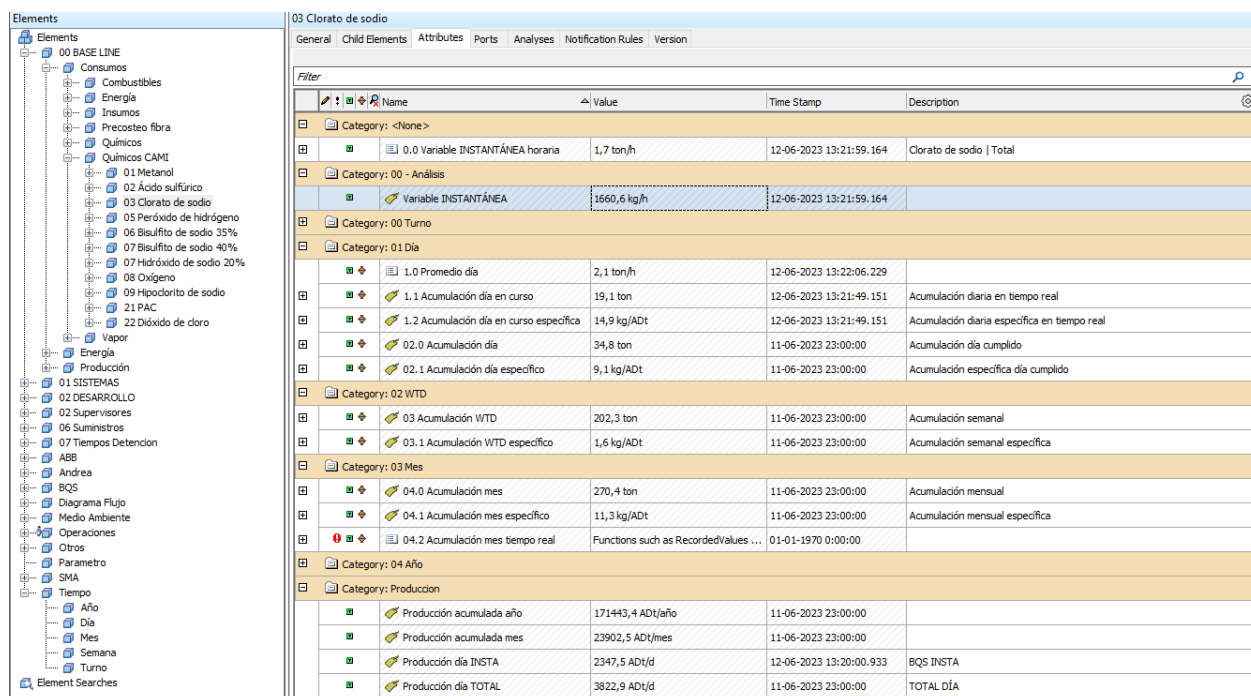 Elements
Elements
00 BASE LINE
Consumos
Combustibles
Energía
Insumos
Precosteo fibra
Químicos
Químicos CAMI
01 Metanol
02 Ácido sulfúrico
03 Clorato de sodio
05 Peróxido de hidrógeno
06 Bisulfito de sodio 35%
07 Bisulfito de sodio 40%
07 Hidróxido de sodio 20%
08 Oxígeno
09 Hipoclorito de sodio
21 PAC
22 Dióxido de cloro
Vapor
Energía
Producción
01 SISTEMAS
02 DESARROLLO
02 Supervisores
06 Suministros
07 Tiempos Detencion
ABB
Andrea
BQS
Diagrama Flujo
Medio Ambiente
Operaciones
Otros
Parametro
SMA
Tiempo
Año
Día
Mes
Semana
Turno
Element Searches
03 Clorato de sodio
General Child Elements Attributes Ports Analyses Notification Rules Version
Filter
Name Value Time Stamp Description
Category: <None>
0.0 Variable INSTANTÁNEA horaria 1,7 ton/h 12-06-2023 13:21:59.164 Clorato de sodio | Total
Category: 00 - Análisis
Variable INSTANTÁNEA 1660,6 kg/h 12-06-2023 13:21:59.164
Category: 00 Turno
Category: 01 Día
1.0 Promedio día 2,1 ton/h 12-06-2023 13:22:06.229
1.1 Acumulación día en curso 19,1 ton 12-06-2023 13:21:49.151 Acumulación diaria en tiempo real
1.2 Acumulación día en curso específica 14,9 kg/ADt 12-06-2023 13:21:49.151 Acumulación diaria específica en tiempo real
02.0 Acumulación día 34,8 ton 11-06-2023 23:00:00 Acumulación día cumplido
02.1 Acumulación día específico 9,1 kg/ADt 11-06-2023 23:00:00 Acumulación específica día cumplido
Category: 02 WTD
03 Acumulación WTD 202,3 ton 11-06-2023 23:00:00 Acumulación semanal
03.1 Acumulación WTD específico 1,6 kg/ADt 11-06-2023 23:00:00 Acumulación semanal específica
Category: 03 Mes
04.0 Acumulación mes 270,4 ton 11-06-2023 23:00:00 Acumulación mensual
04.1 Acumulación mes específico 11,3 kg/ADt 11-06-2023 23:00:00 Acumulación mensual específica
04.2 Acumulación mes tiempo real Functions such as RecordedValues ... 01-01-1970 0:00:00
Category: 04 Año
Category: Produccion
Producción acumulada año 171443,4 ADt/año 11-06-2023 23:00:00
Producción acumulada mes 23902,5 ADt/mes 11-06-2023 23:00:00
Producción día INSTA 2347,5 ADt/d 12-06-2023 13:20:00.933 BQS INSTA
Producción día TOTAL 3822,9 ADt/d 11-06-2023 23:00:00 TOTAL DÍA